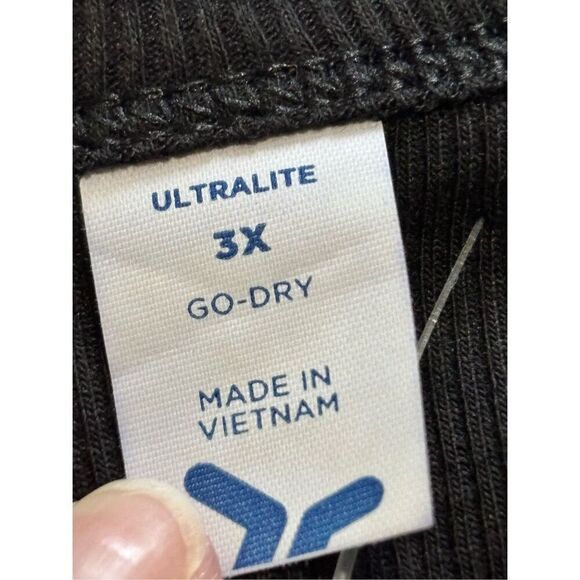 ULTRALITE
3X
GO-DRY
MADE IN
VIETNAM